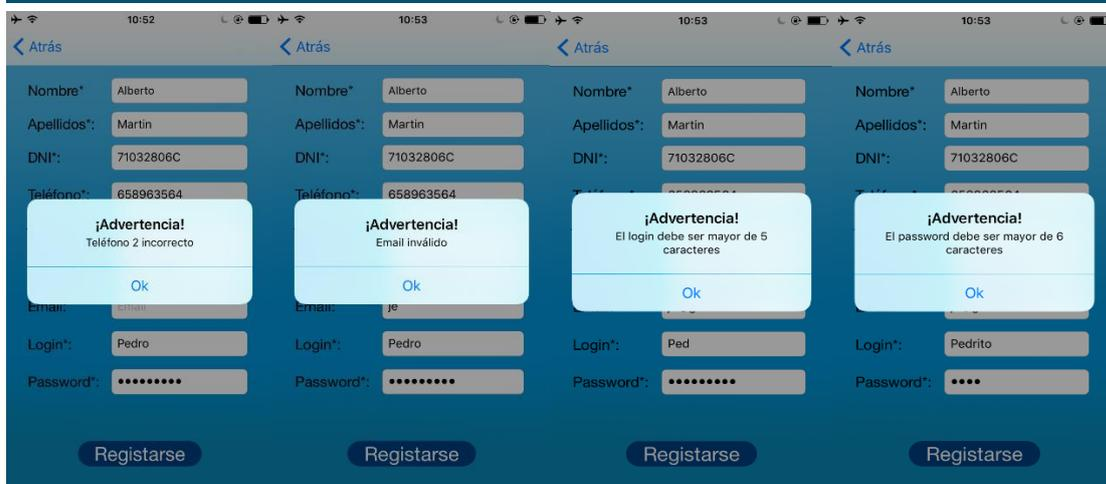 10:52
Atrás
Nombre*
Alberto
Apellidos*:
Martin
DNI*:
71032806C
Teléfono*:
658963564
¡Advertencia!
Teléfono 2 incorrecto
Ok
Email:
Email
Login*:
Pedro
Password*:
Registarse
10:53
Atrás
Nombre*
Alberto
Apellidos*:
Martin
DNI*:
71032806C
Teléfono*:
658963564
¡Advertencia!
Email inválido
Ok
Email:
je
Login*:
Pedro
Password*:
Registarse
10:53
Atrás
Nombre*
Alberto
Apellidos*:
Martin
DNI*:
71032806C
¡Advertencia!
El login debe ser mayor de 5
caracteres
Ok
Login*:
Ped
Password*:
Registarse
10:53
Atrás
Nombre*
Alberto
Apellidos*:
Martin
DNI*:
71032806C
¡Advertencia!
El password debe ser mayor de 6
caracteres
Ok
Login*:
Pedrito
Password*:
Registarse